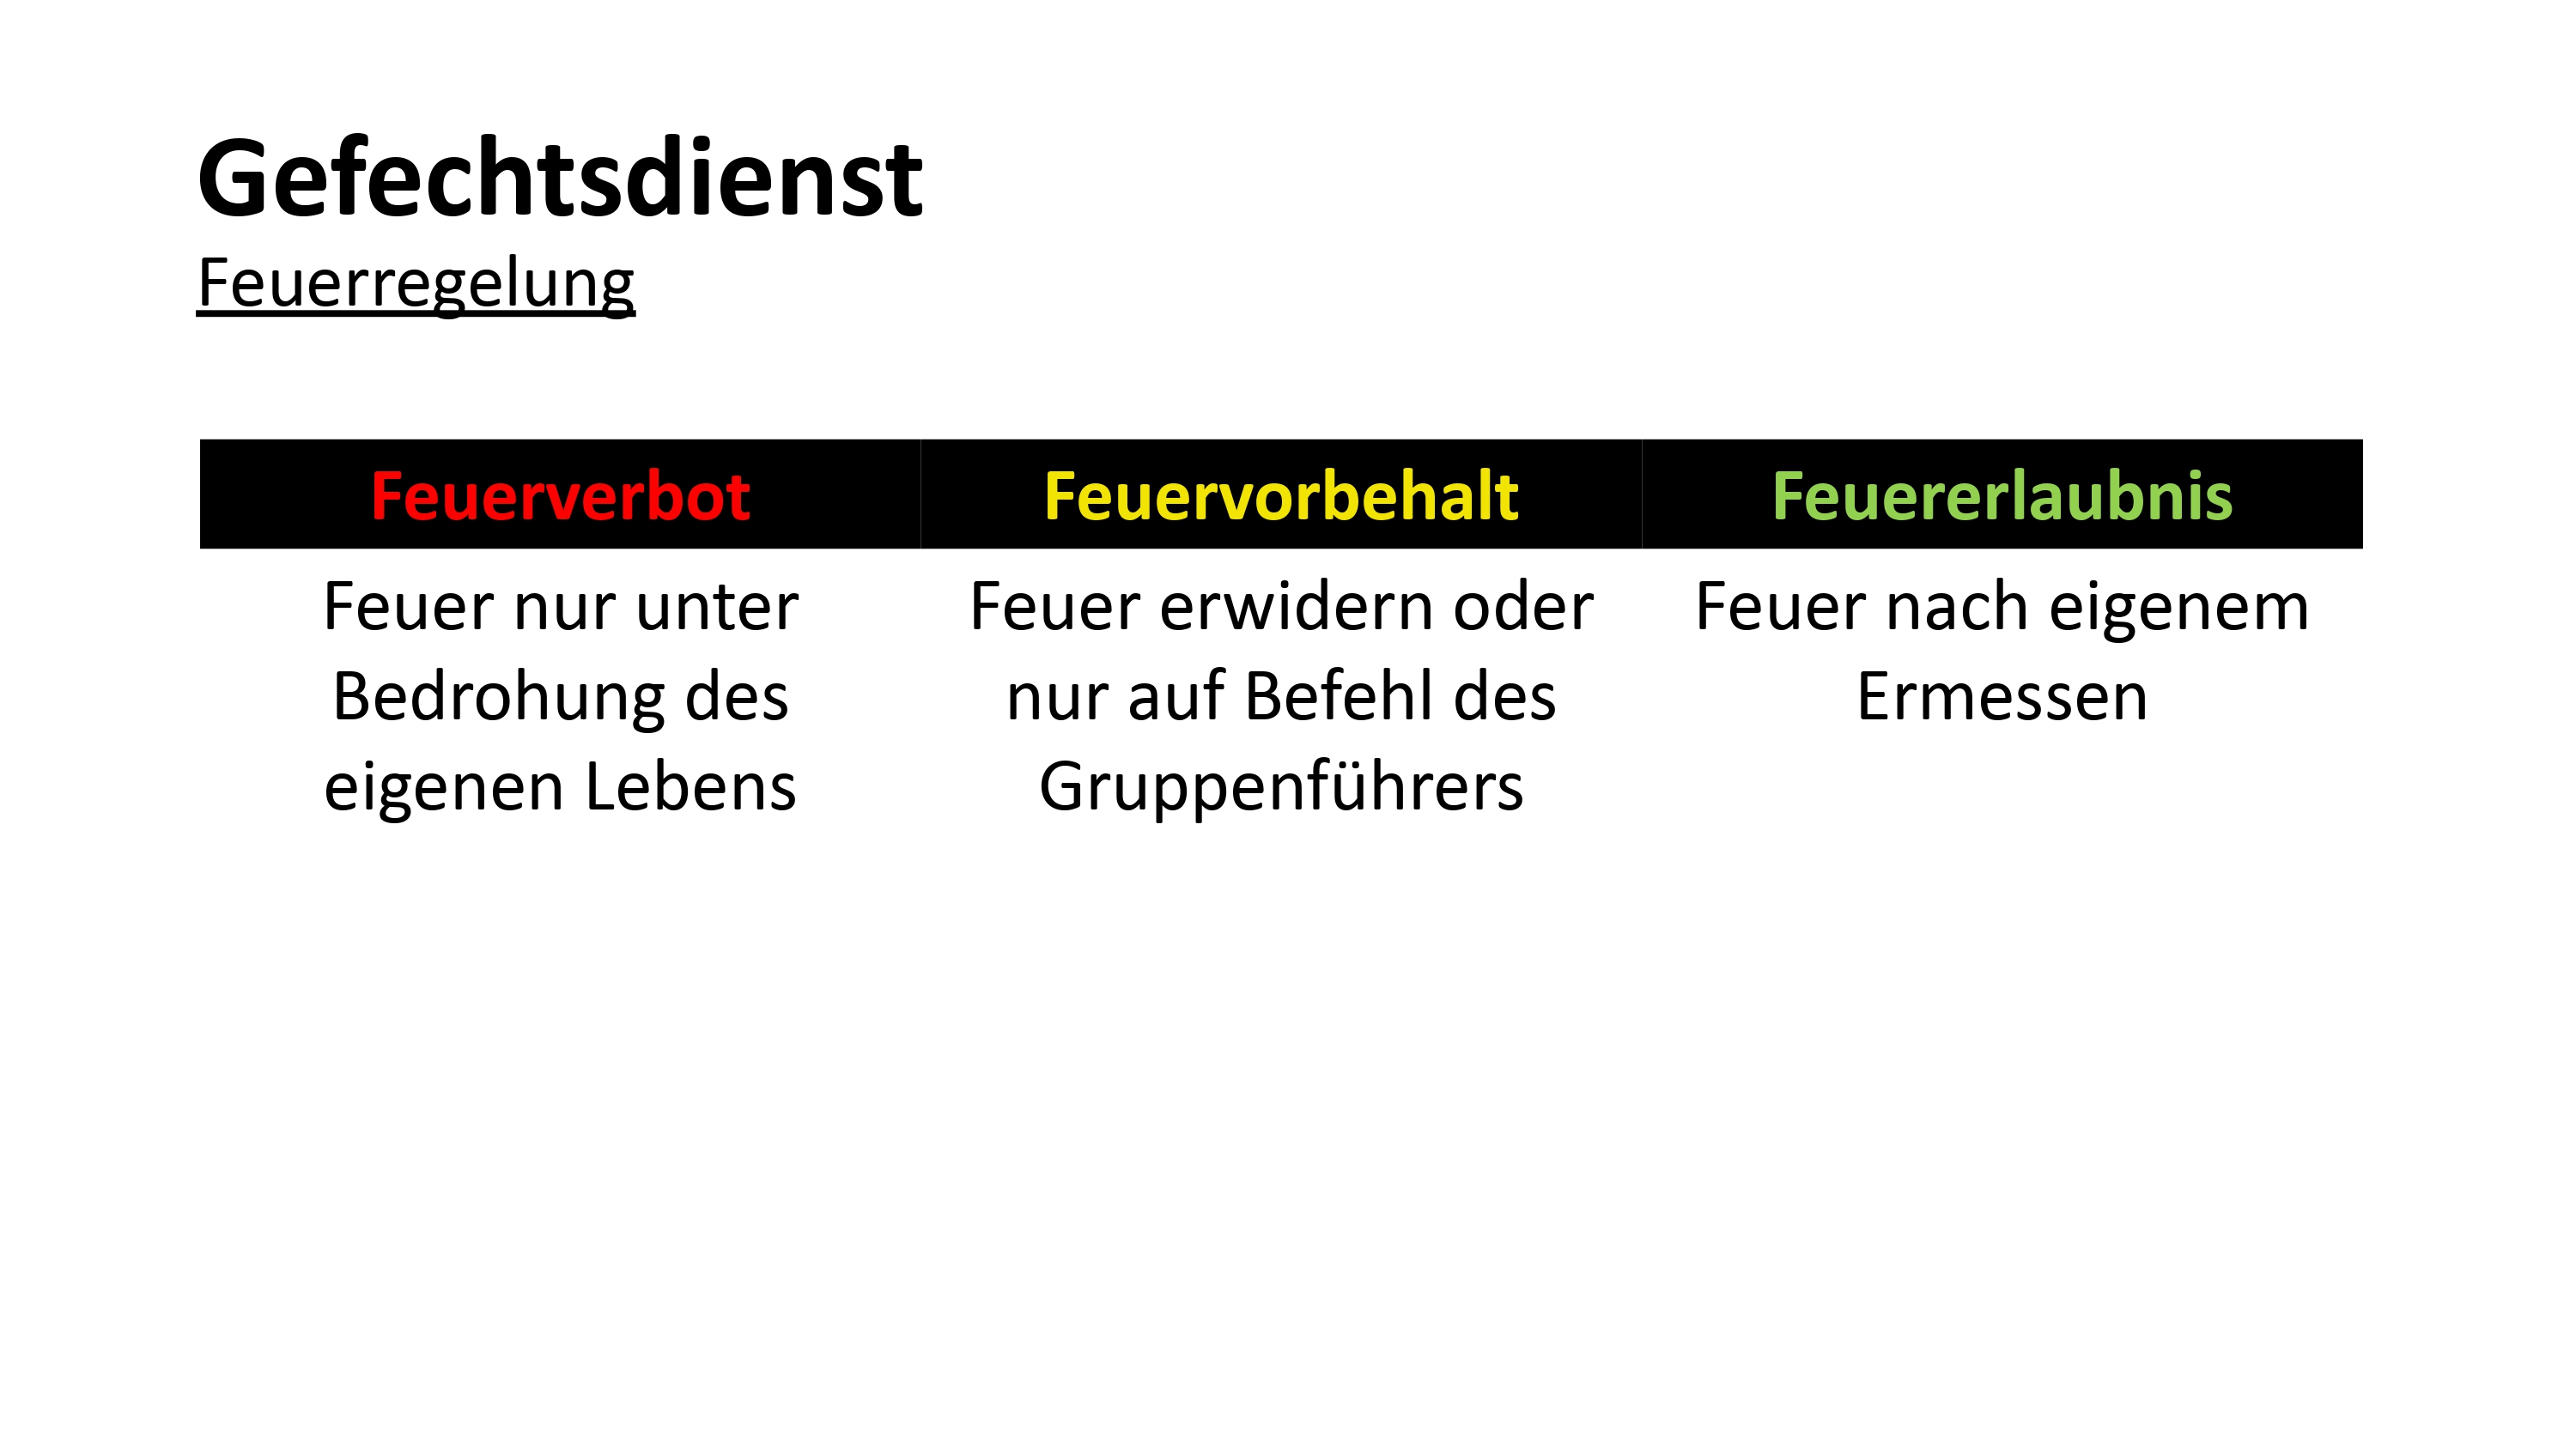 Gefechtsdienst
Feuerregelung
Feuerverbot
Feuer nur unter
Bedrohung des
eigenen Lebens
Feuervorbehalt
Feuer erwidern oder
nur auf Befehl des
Gruppenführers
Feuererlaubnis
Feuer nach eigenem
Ermessen